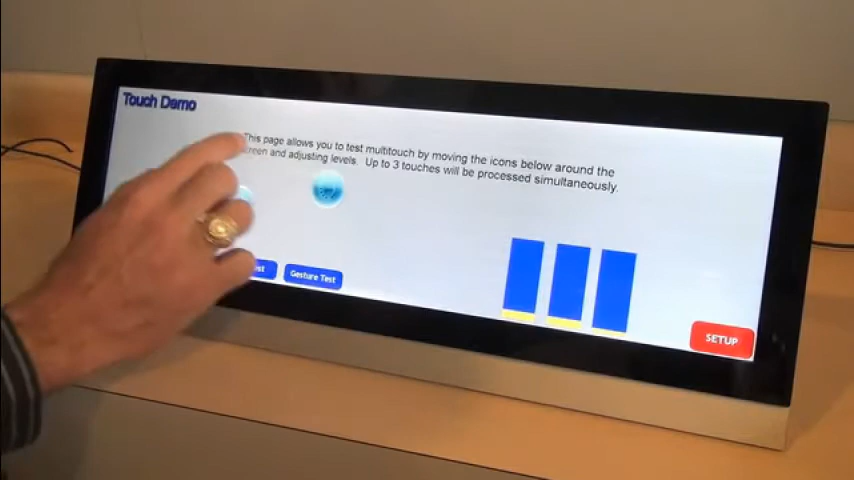 Touch Demo
This page allows you to test multitouch by moving the icons below around the
and adjusting levels. Up to 3 touches will be processed simultaneously.
Gesture Test
SETUP